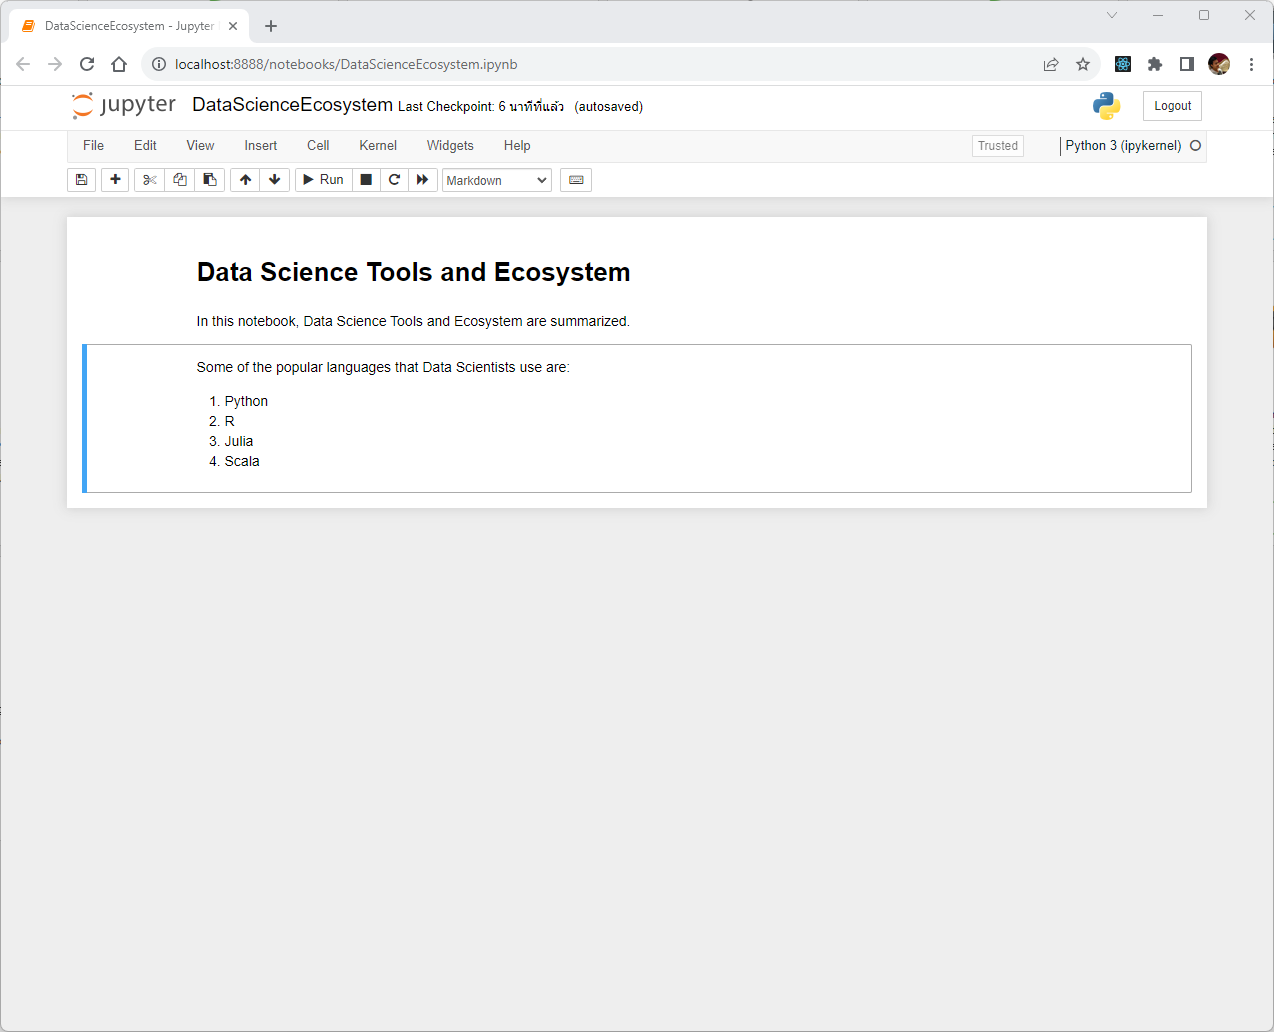 DataScienceEcosystem - Jupyter
localhost:8888/notebooks/DataScienceEcosystem.ipynb
jupyter DataScienceEcosystem Last Checkpoint: 6 นาทีที่แล้ว (autosaved) Logout
File Edit View Insert Cell Kernel Widgets Help Trusted Python 3 (ipykernel)
Run Markdown
Data Science Tools and Ecosystem
In this notebook, Data Science Tools and Ecosystem are summarized.
Some of the popular languages that Data Scientists use are:
1. Python
2. R
3. Julia
4. Scala